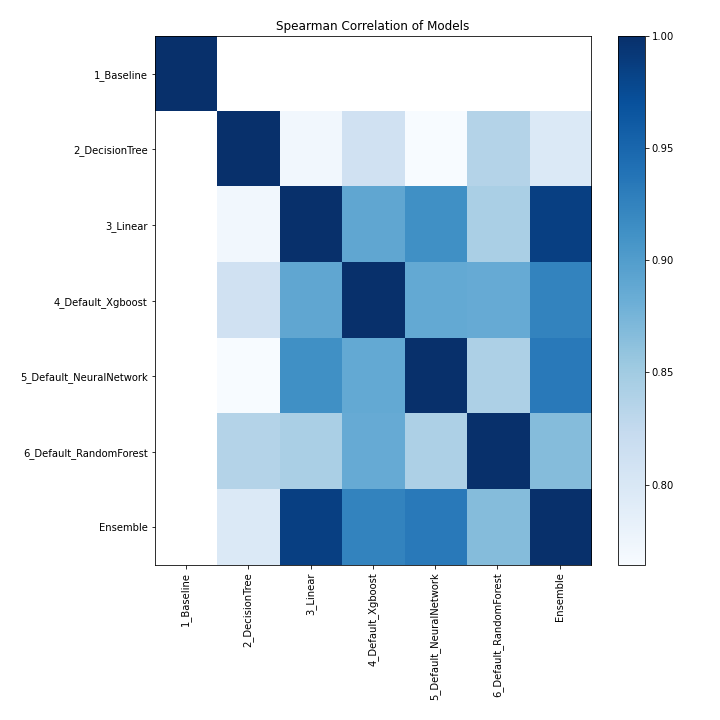 Spearman Correlation of Models
1_Baseline
2_DecisionTree
3_Linear
4_Default_Xgboost
5_Default_NeuralNetwork
6_Default_RandomForest
Ensemble
1_Baseline
2_DecisionTree
3_Linear
4_Default_Xgboost
5_Default_NeuralNetwork
6_Default_RandomForest
Ensemble
1.00
0.95
0.90
0.85
0.80